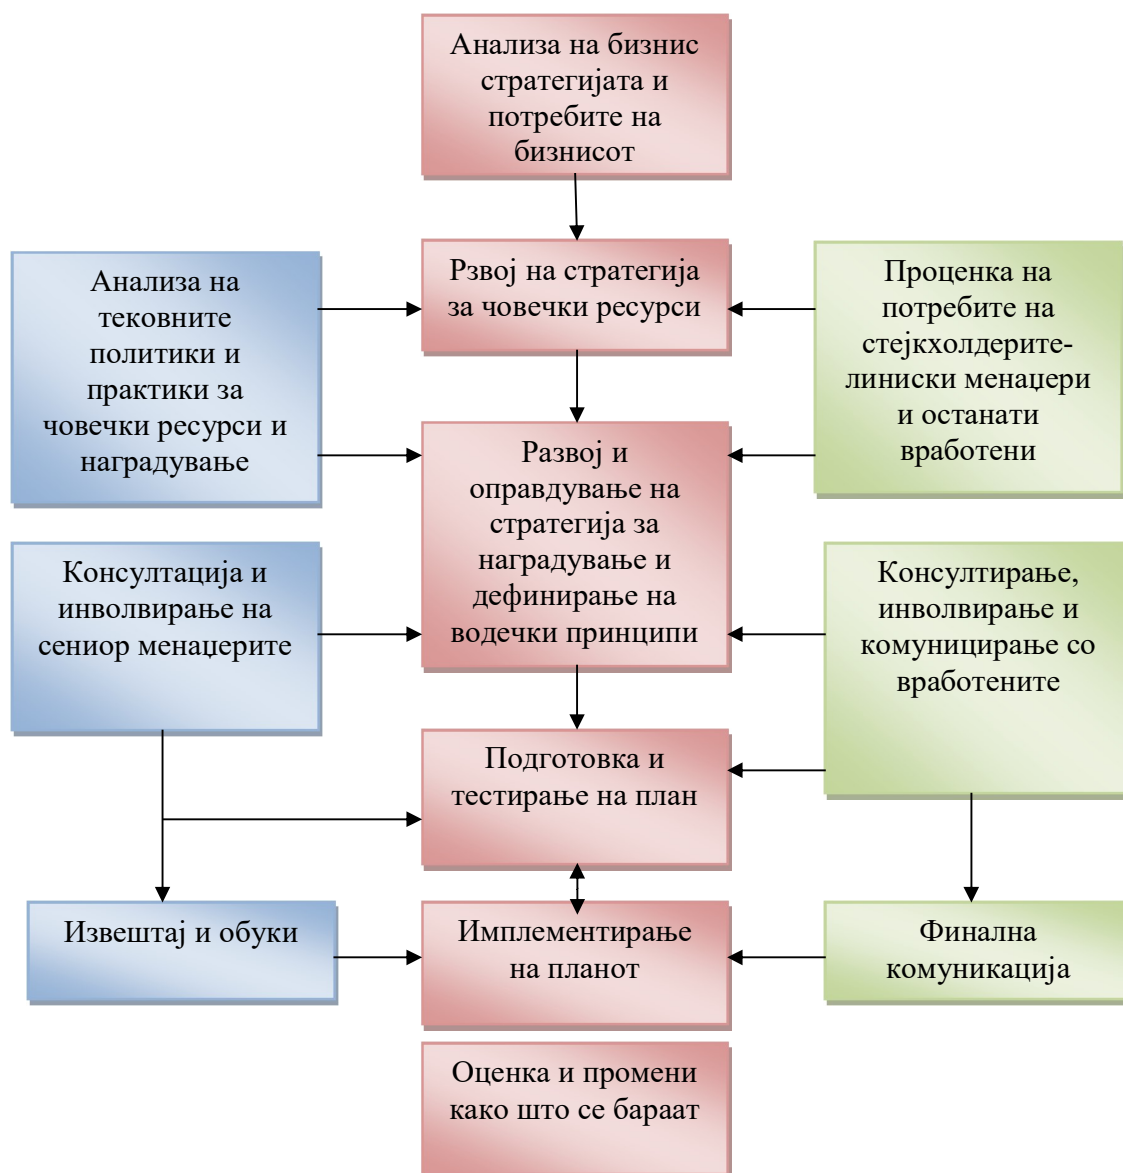 Анализа на бизнис
стратегијата и
потребите на
бизнисот
Анализа на
тековните
политики и
практики за
човечки ресурси и
наградување
Рзвој на стратегија
за човечки ресурси
Проценка на
потребите на
стејкхолдерите-
линиски менаџери
и останати
вработени
Развој и
оправдување на
стратегија за
наградување и
дефинирање на
водечки принципи
Консултација и
инволвирање на
сениор менаџерите
Консултирање,
инволвирање и
комуницирање со
вработените
Подготовка и
тестирање на план
Извештај и обуки
Имплементирање
на планот
Финална
комуникација
Оценка и промени
како што се бараат